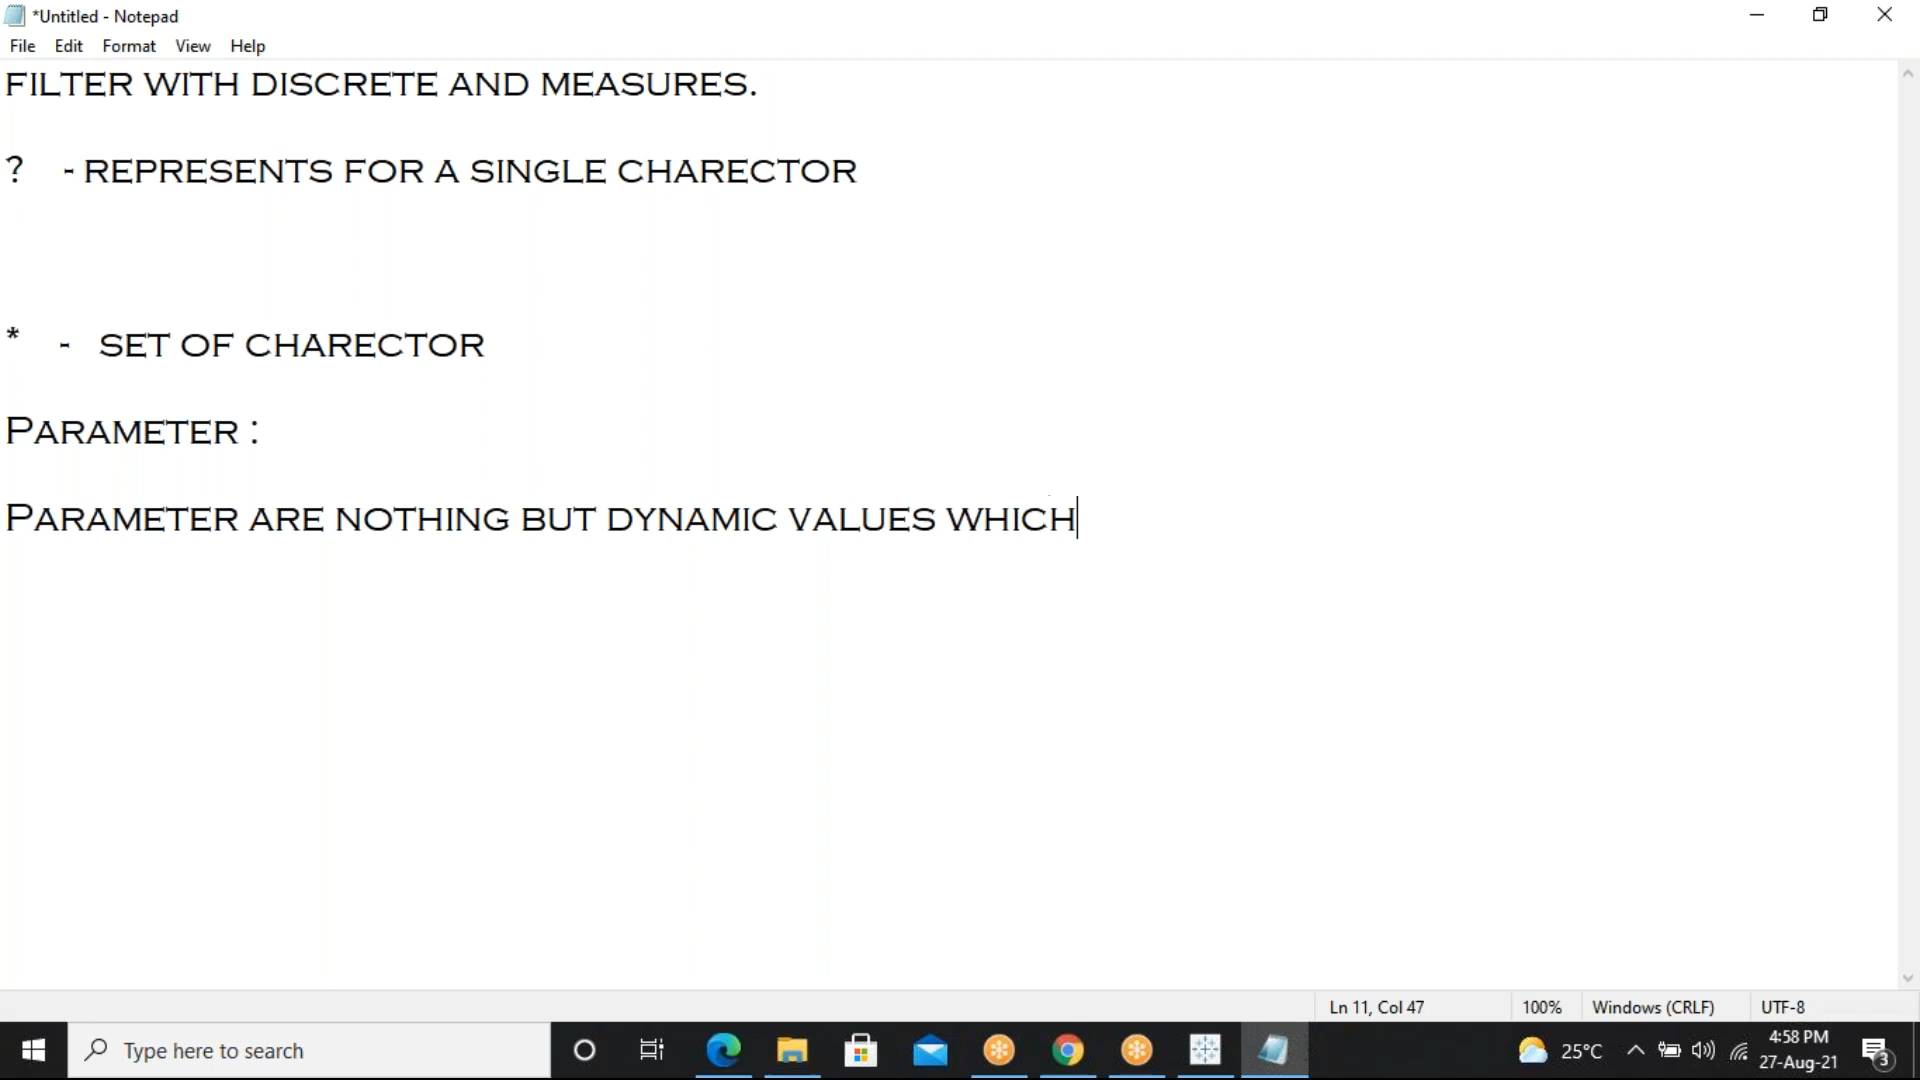 *Untitled - Notepad
File Edit Format View Help
FILTER WITH DISCRETE AND MEASURES.
? - REPRESENTS FOR A SINGLE CHARECTOR
* - SET OF CHARECTOR
PARAMETER :
PARAMETER ARE NOTHING BUT DYNAMIC VALUES WHICH
Ln 11, Col 47 100% Windows (CRLF) UTF-8
Type here to search 25°C 4:58 PM
27-Aug-21 3